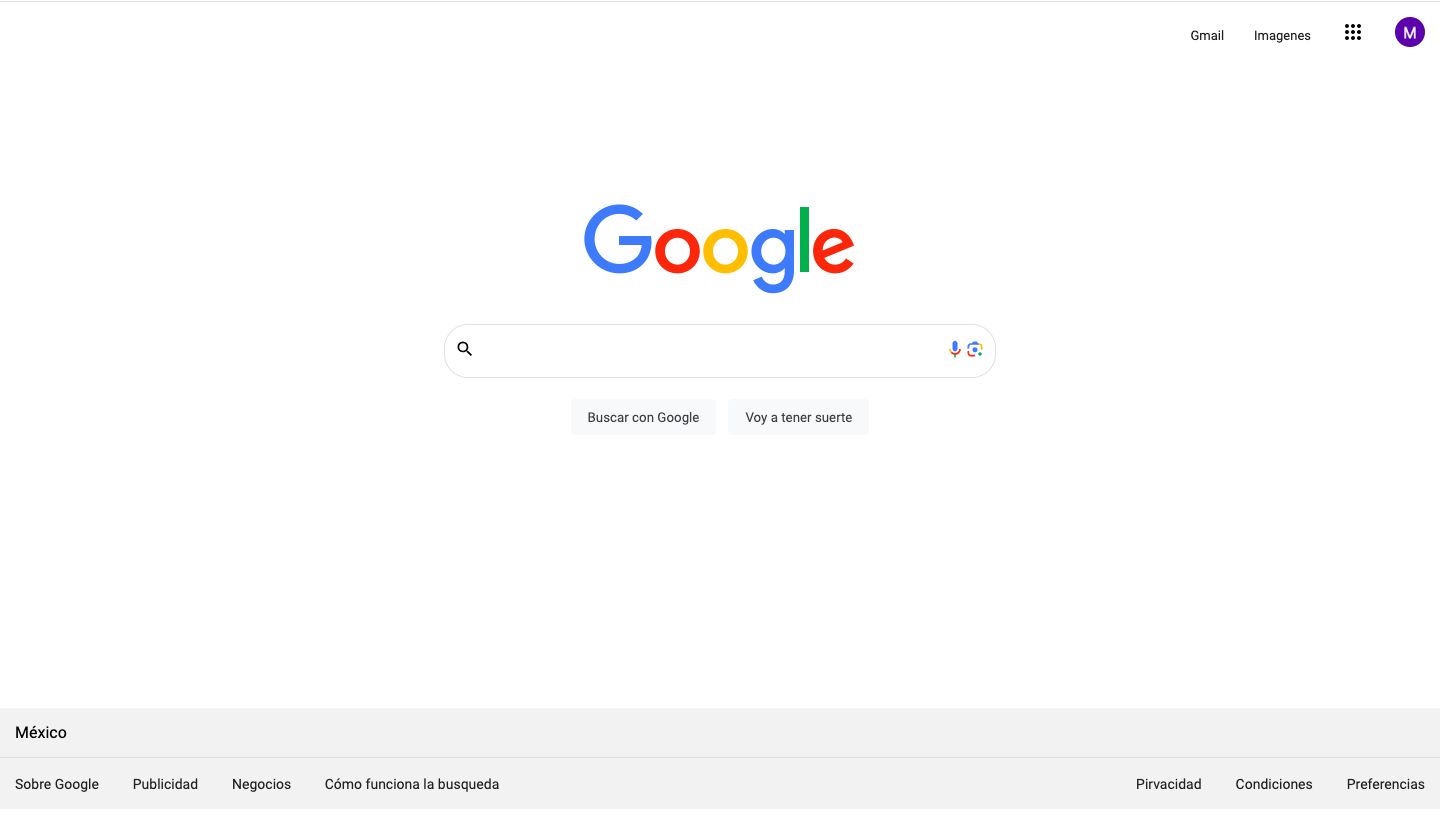 Gmail Imagenes M
Google
Buscar con Google Voy a tener suerte
México
Sobre Google Publicidad Negocios Cómo funciona la busqueda Pirvacidad Condiciones Preferencias